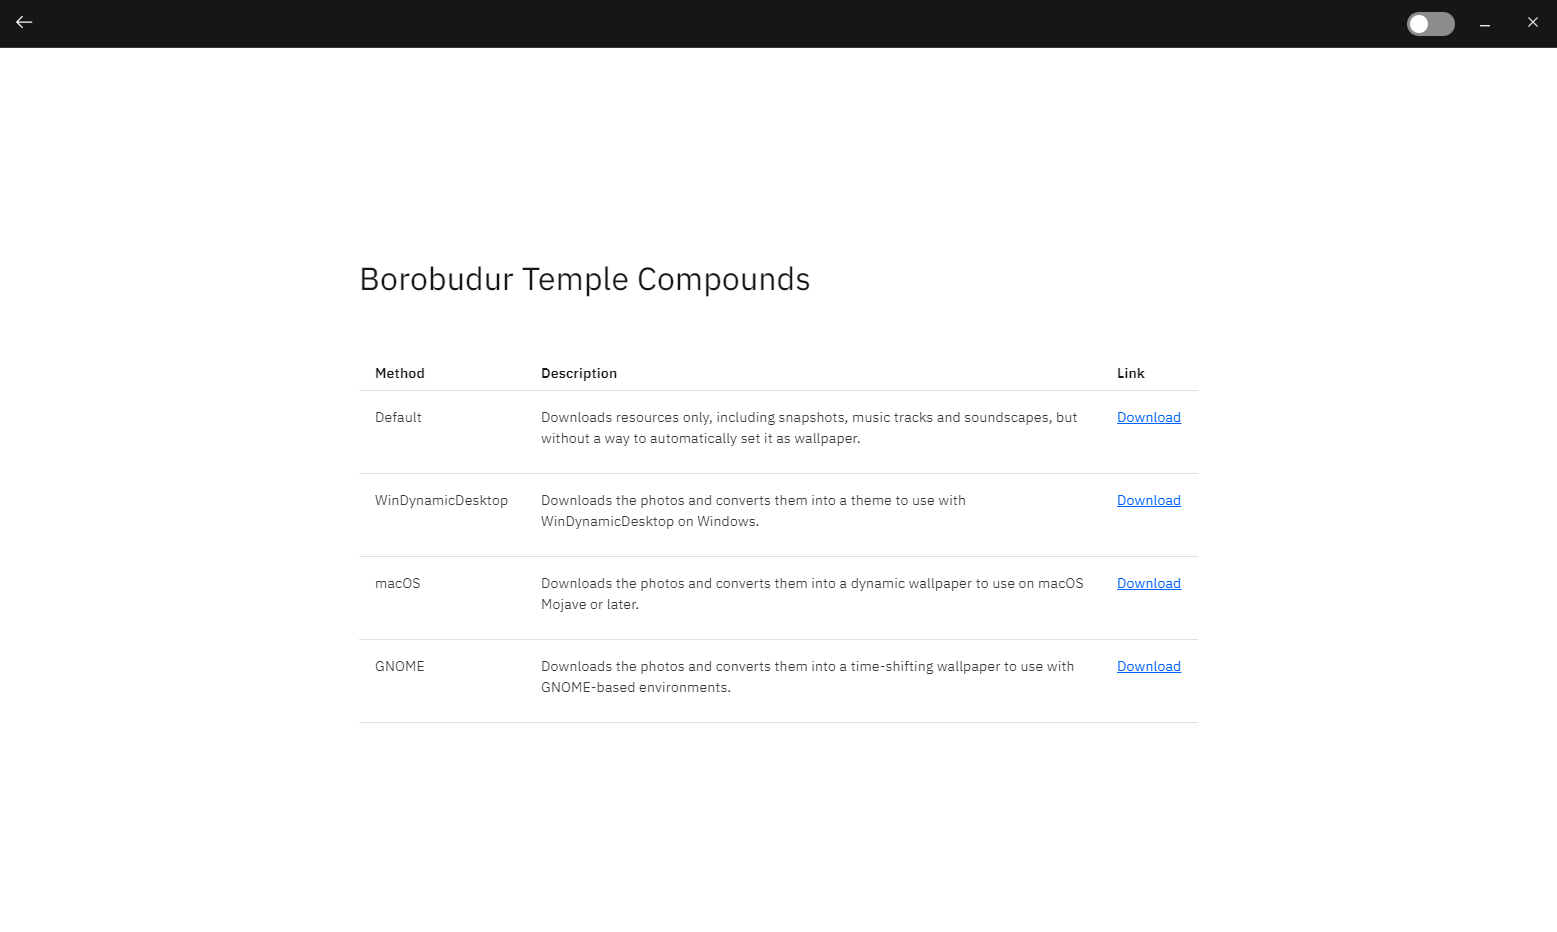 Borobudur Temple Compounds
Method Description Link
Default Downloads resources only, including snapshots, music tracks and soundscapes, but Download
without a way to automatically set it as wallpaper.
WinDynamicDesktop Downloads the photos and converts them into a theme to use with Download
WinDynamicDesktop on Windows.
macOS Downloads the photos and converts them into a dynamic wallpaper to use on macOS Download
Mojave or later.
GNOME Downloads the photos and converts them into a time-shifting wallpaper to use with Download
GNOME-based environments.